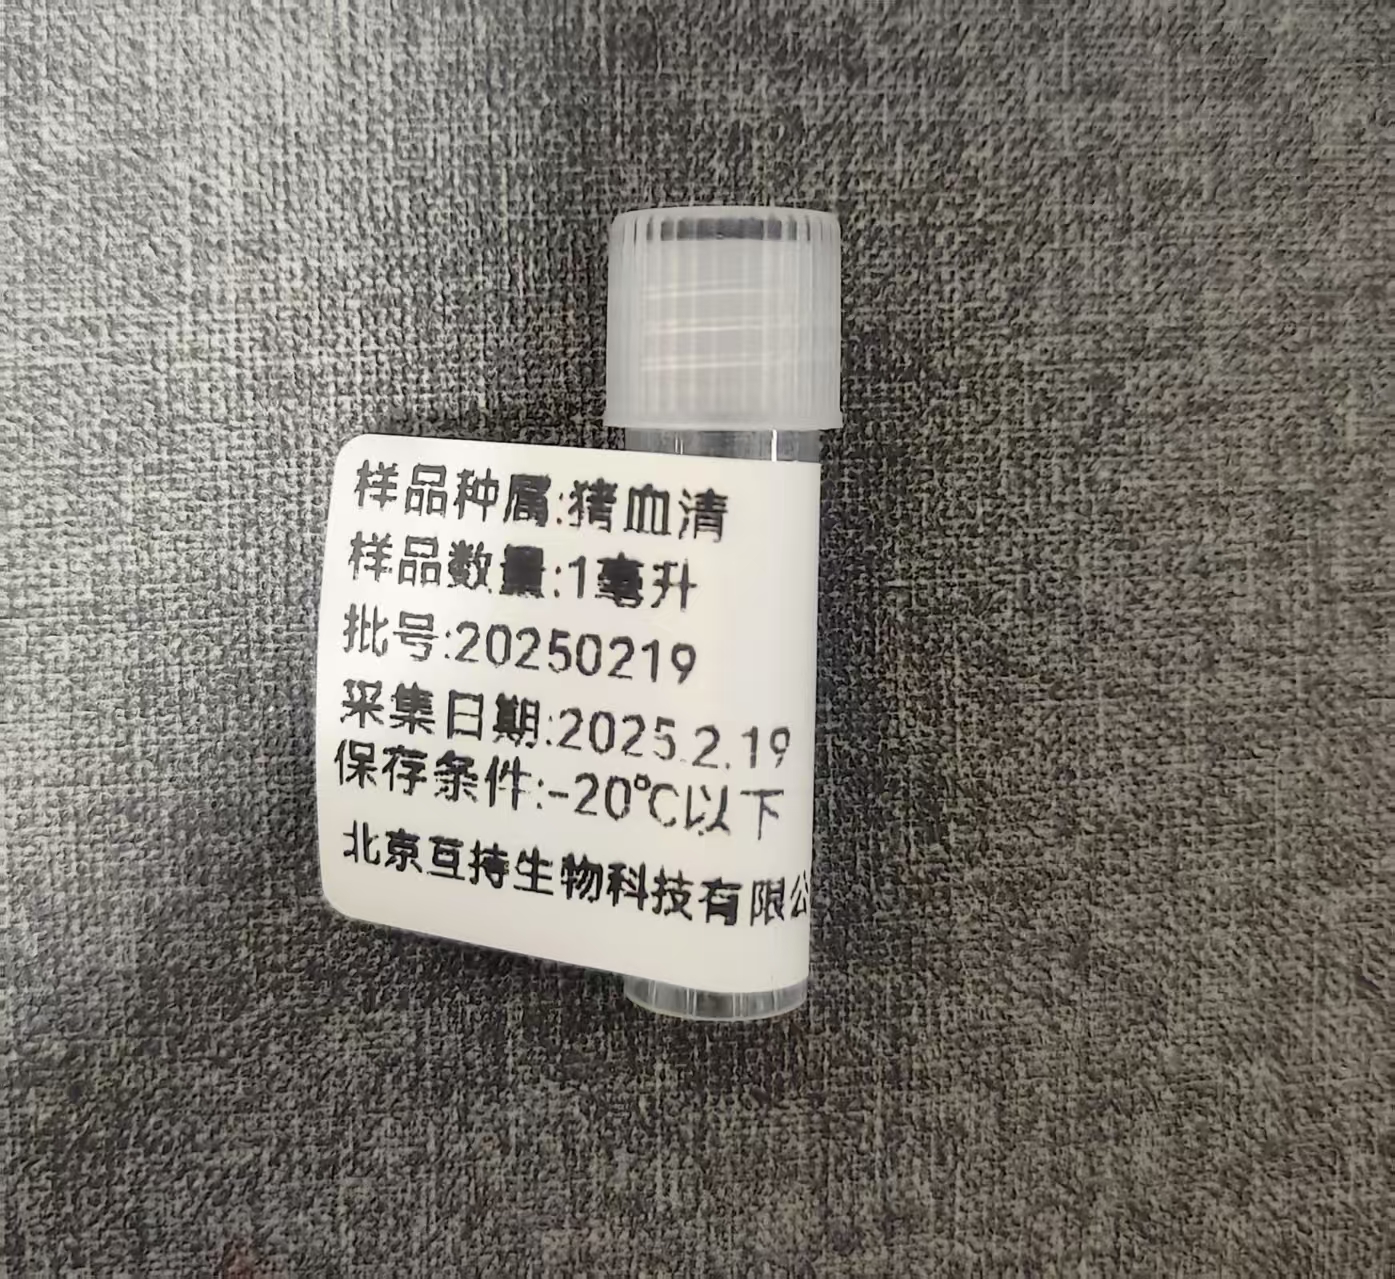 样品种属:猪血清
样品数量:1毫升
批号:20250219
采集日期:2025.2.19
保存条件:-20℃以下
北京互持生物科技有限公